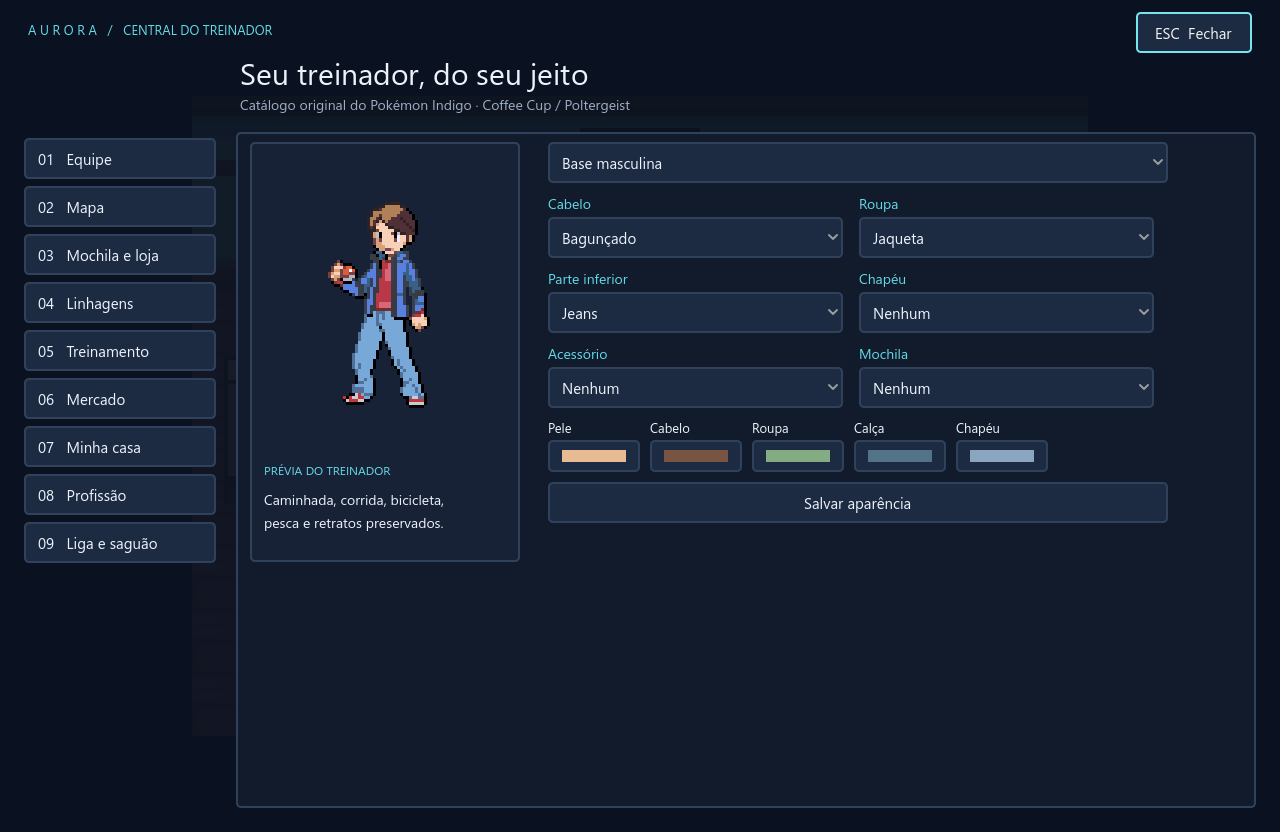 AURORA / CENTRAL DO TREINADOR
ESC Fechar
Seu treinador, do seu jeito
Catálogo original do Pokémon Indigo · Coffee Cup / Poltergeist
01 Equipe
02 Mapa
03 Mochila e loja
04 Linhagens
05 Treinamento
06 Mercado
07 Minha casa
08 Profissão
09 Liga e saguão
PRÉVIA DO TREINADOR
Caminhada, corrida, bicicleta,
pesca e retratos preservados.
Base masculina
Cabelo Roupa
Bagunçado Jaqueta
Parte inferior Chapéu
Jeans Nenhum
Acessório Mochila
Nenhum Nenhum
Pele Cabelo Roupa Calça Chapéu
Salvar aparência